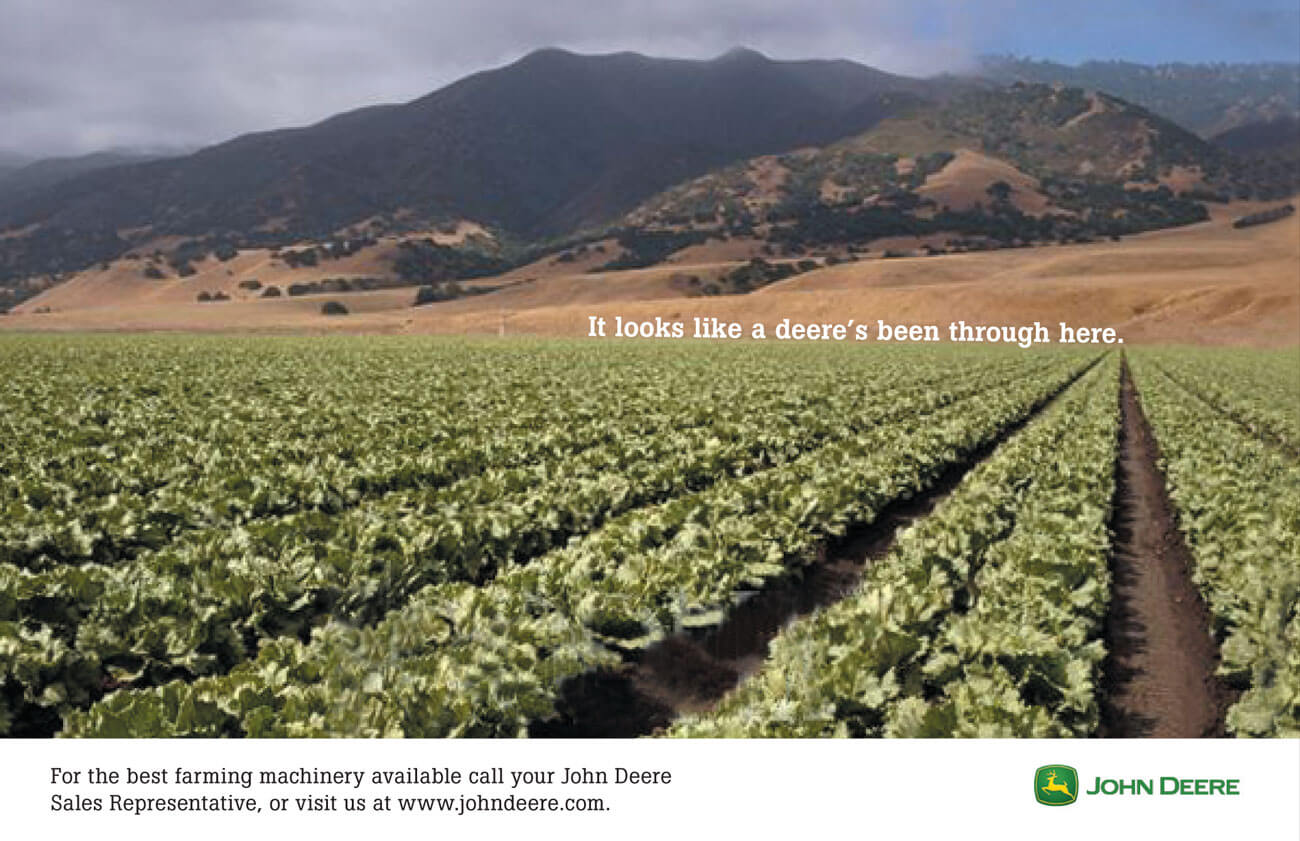 It looks like a deere’s been through here.
For the best farming machinery available call your John Deere
Sales Representative, or visit us at www.johndeere.com.
JOHN DEERE